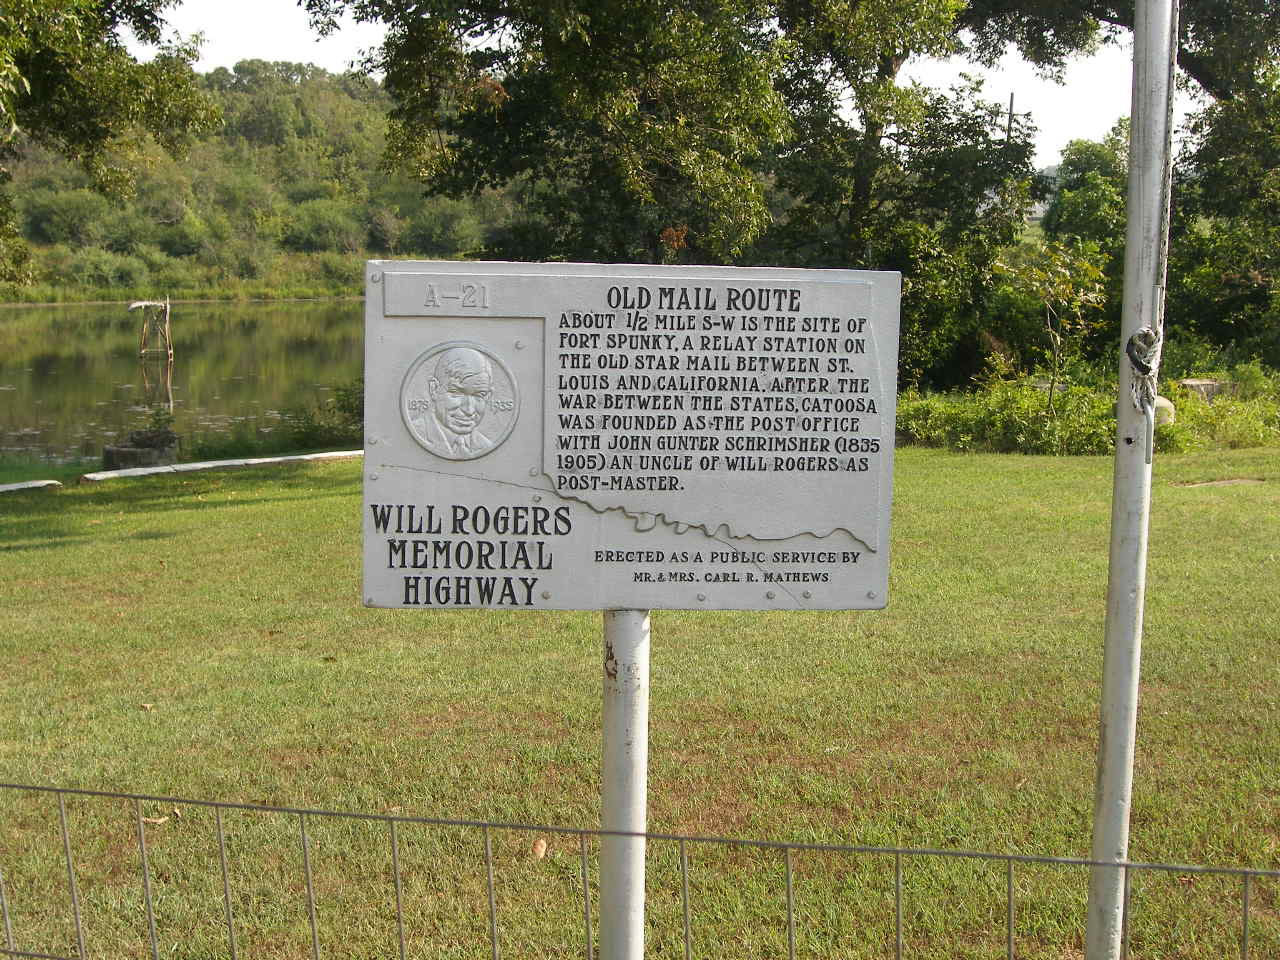 A-21
OLD MAIL ROUTE
ABOUT 1/2 MILE S-W IS THE SITE OF
FORT SPUNKY, A RELAY STATION ON
THE OLD STAR MAIL BETWEEN ST.
LOUIS AND CALIFORNIA. AFTER THE
WAR BETWEEN THE STATES, CATOOSA
WAS FOUNDED AS THE POST OFFICE
WITH JOHN GUNTER SCHRIMSHER (1835
1905) AN UNCLE OF WILL ROGERS AS
POST-MASTER.
1879 1935
WILL ROGERS
MEMORIAL
HIGHWAY
ERECTED AS A PUBLIC SERVICE BY
MR. & MRS. CARL R. MATHEWS